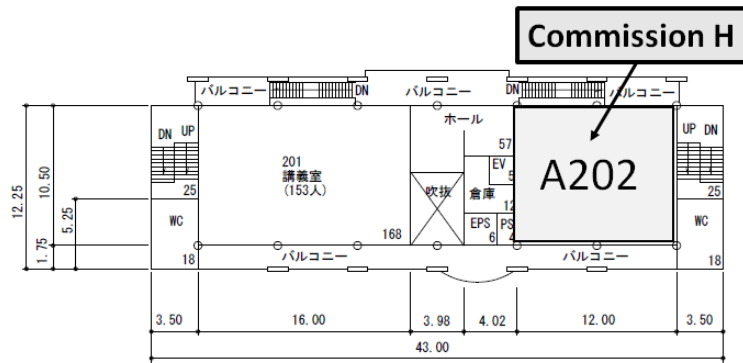 Commission H
バルコニー
DN
バルコニー
DN
バルコニー
ホール
DN UP
UP DN
201
講義室
(153人)
57
EV
5
A202
吹抜
倉庫
12
25
25
WC
WC
EPS
6
PS
4
168
18
18
バルコニー
バルコニー
12.25
10.50
5.25
1.75
3.50
16.00
3.98
4.02
12.00
3.50
43.00